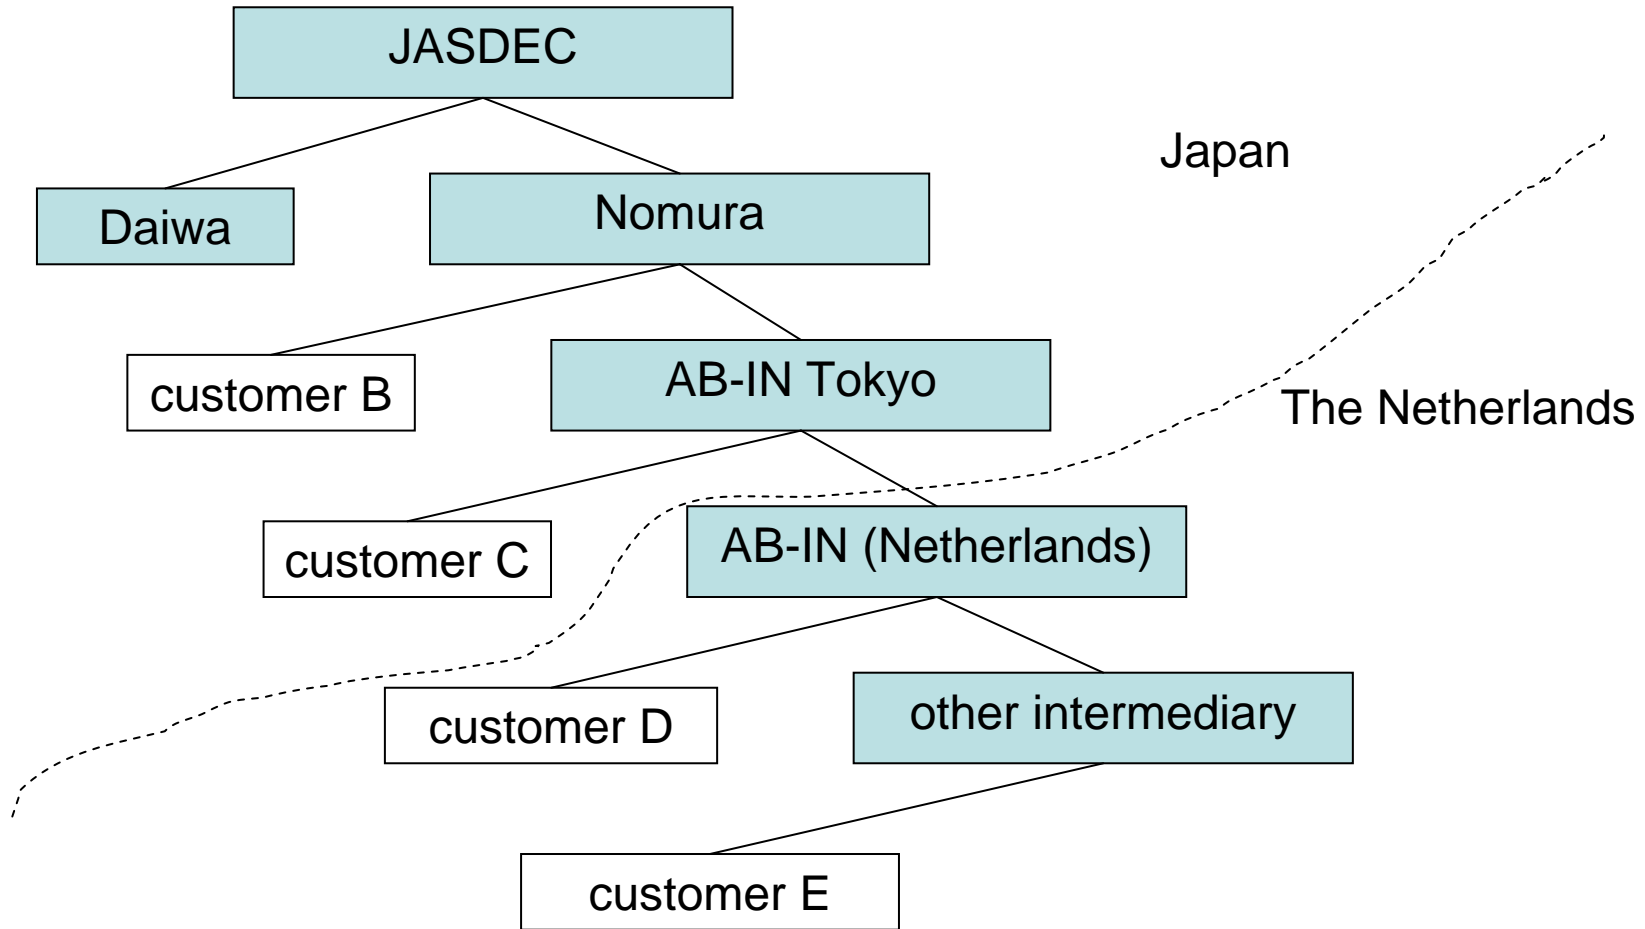 JASDEC
Japan
Daiwa
Nomura
customer B
AB-IN Tokyo
The Netherlands
customer C
AB-IN (Netherlands)
customer D
other intermediary
customer E